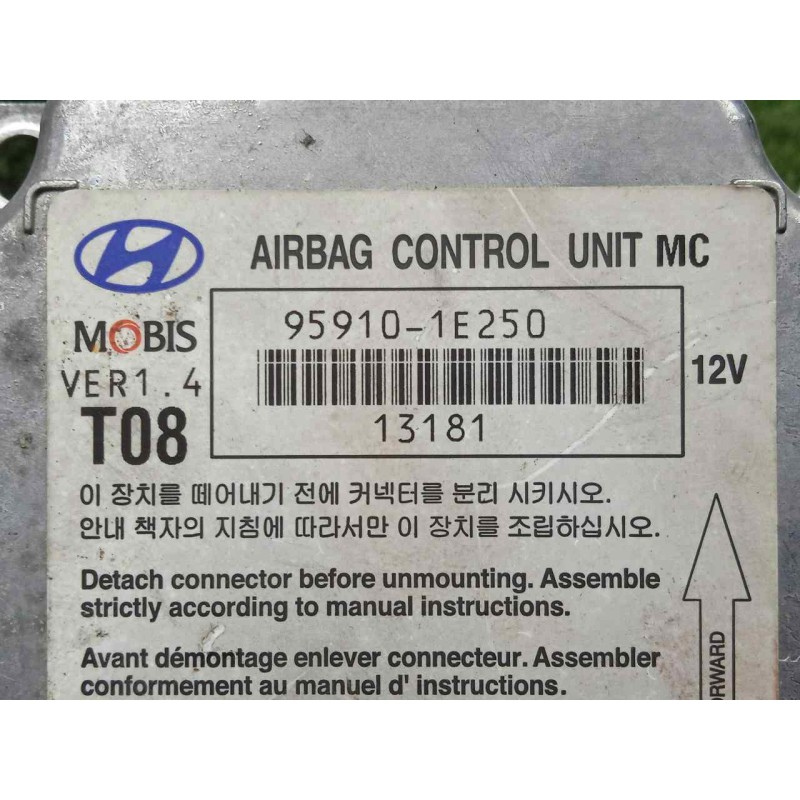 AIRBAG CONTROL UNIT MC
MOBIS
95910-1E250
VER1.4
12V
T08
13181
이 장치를 떼어내기 전에 커넥터를 분리 시키시오.
안내 책자의 지침에 따라서만 이 장치를 조립하십시오.
Detach connector before unmounting. Assemble
strictly according to manual instructions.
Avant démontage enlever connecteur. Assembler
conformement au manuel d' instructions.
FORWARD